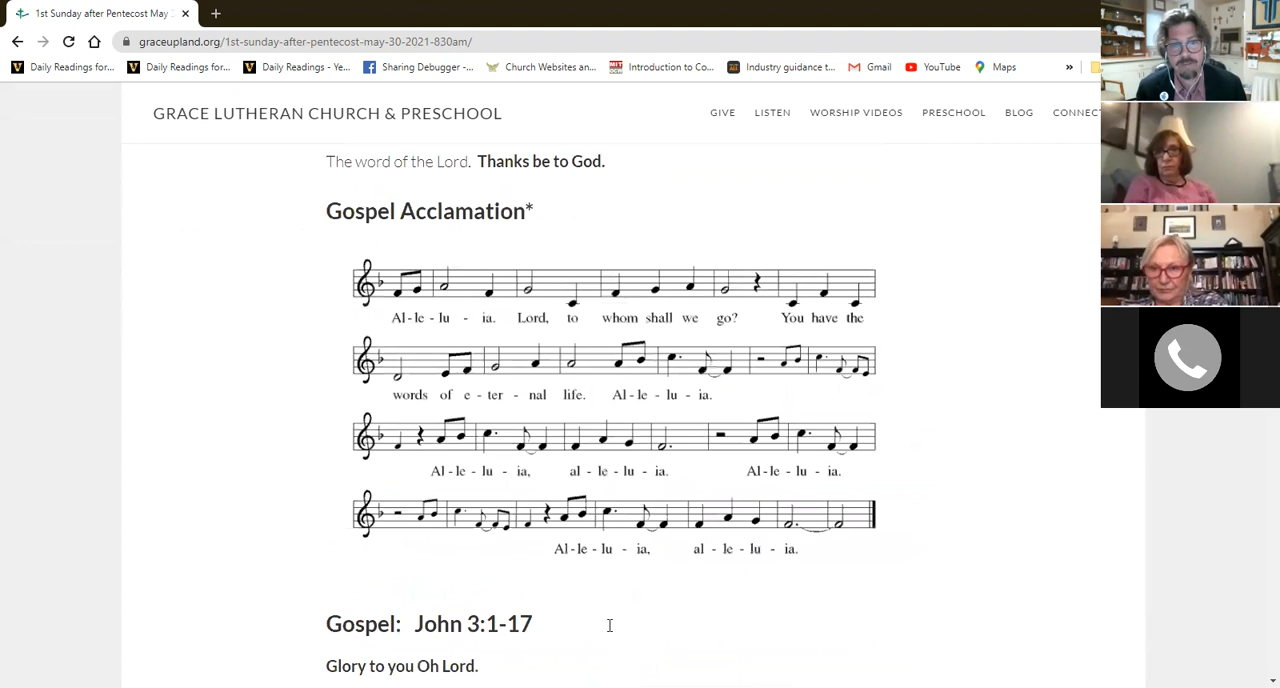 1st Sunday after Pentecost May
graceupland.org/1st-sunday-after-pentecost-may-30-2021-830am/
Daily Readings for... Daily Readings for... Daily Readings - Ye... Sharing Debugger -... Church Websites an... Introduction to Co... Industry guidance t... Gmail YouTube Maps »
GRACE LUTHERAN CHURCH & PRESCHOOL GIVE LISTEN WORSHIP VIDEOS PRESCHOOL BLOG CONNECT
The word of the Lord. Thanks be to God.
Gospel Acclamation*
Al - le - lu - ia. Lord, to whom shall we go? You have the
words of e - ter - nal life. Al - le - lu - ia.
Al - le - lu - ia, al - le - lu - ia. Al - le - lu - ia.
Al - le - lu - ia, al - le - lu - ia.
Gospel: John 3:1-17
Glory to you Oh Lord.